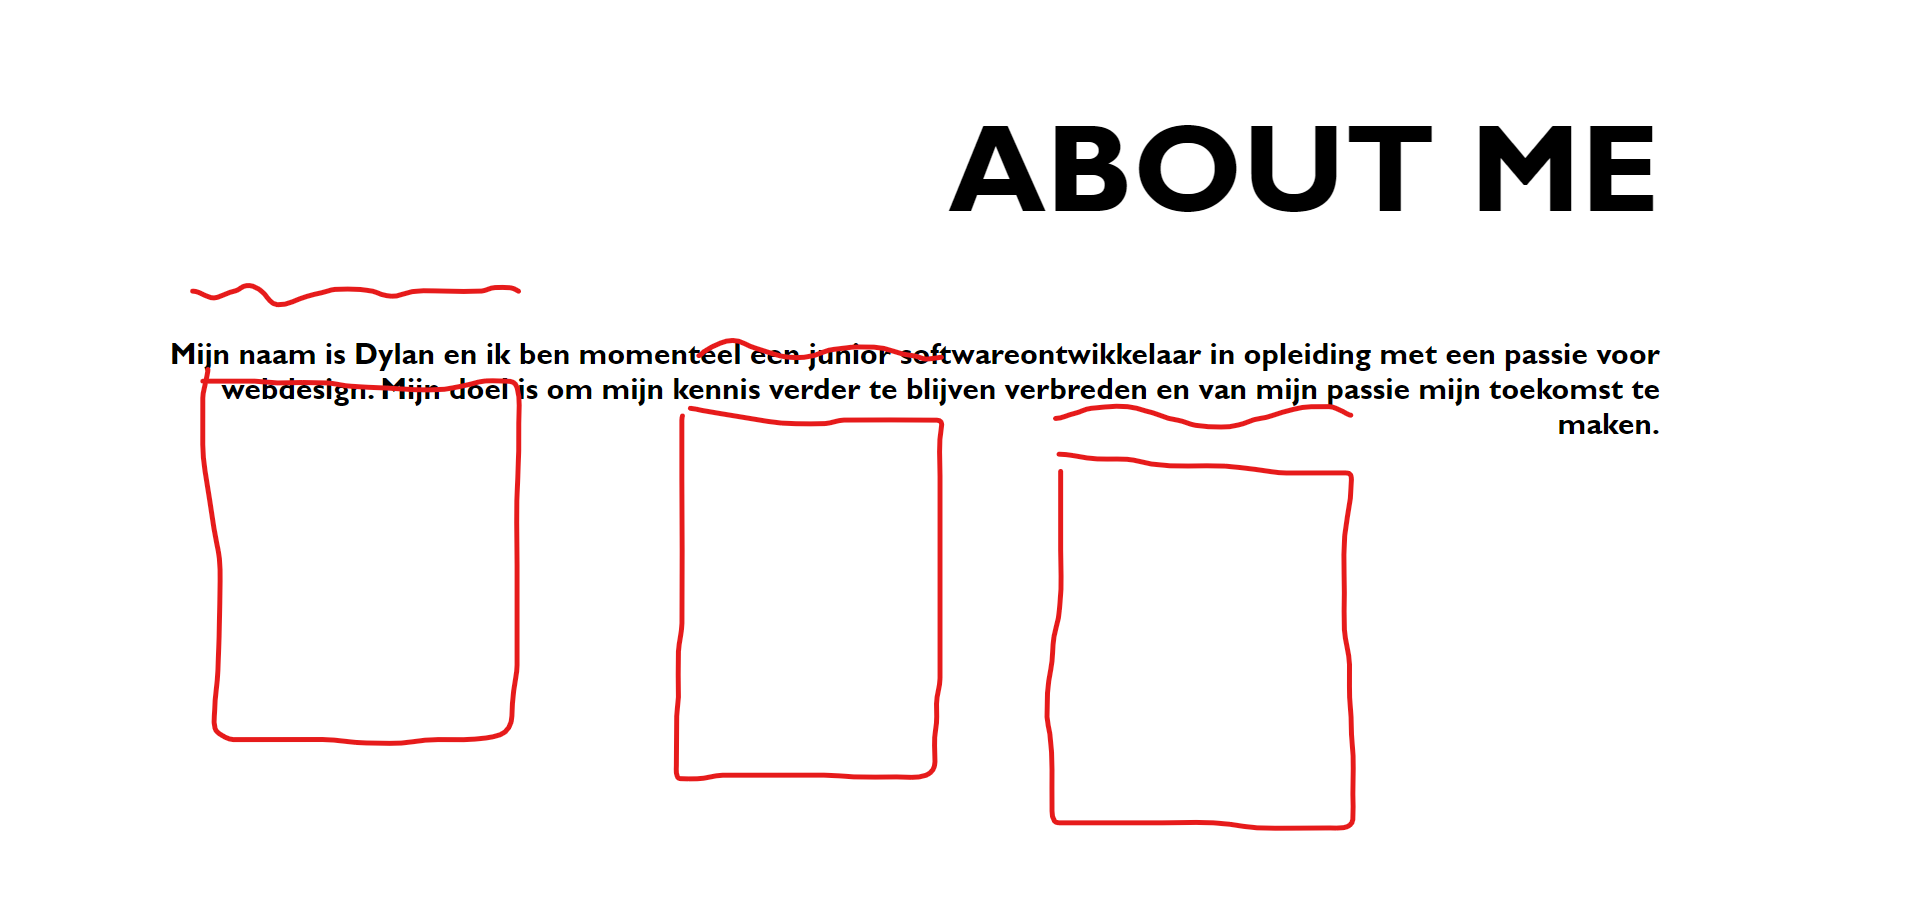 ABOUT ME
Mijn naam is Dylan en ik ben momenteel een junior softwareontwikkelaar in opleiding met een passie voor
webdesign. Mijn doel is om mijn kennis verder te blijven verbreden en van mijn passie mijn toekomst te
maken.